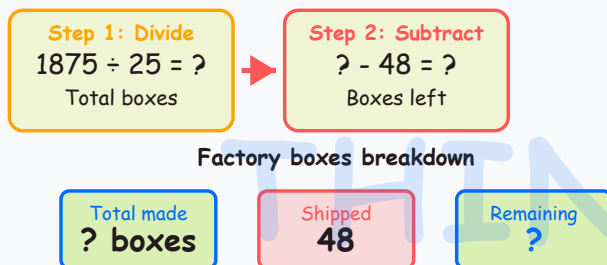 Step 1: Divide
1875 ÷ 25 = ?
Total boxes
Step 2: Subtract
? - 48 = ?
Boxes left
Factory boxes breakdown
Total made
? boxes
Shipped
48
Remaining
?
THIN